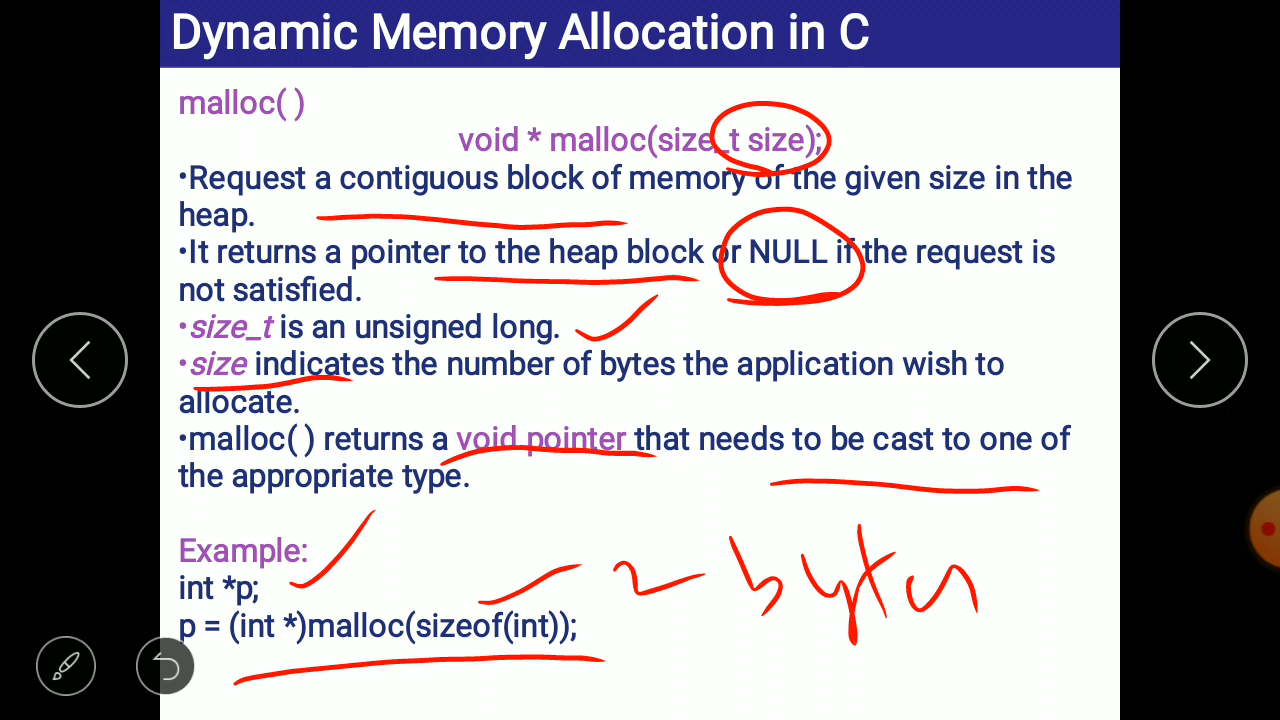 Dynamic Memory Allocation in C
malloc( )
void * malloc(size_t size);
•Request a contiguous block of memory of the given size in the
heap.
•It returns a pointer to the heap block or NULL if the request is
not satisfied.
•size_t is an unsigned long.
•size indicates the number of bytes the application wish to
allocate.
•malloc( ) returns a void pointer that needs to be cast to one of
the appropriate type.
Example:
int *p;
2 bytes
p = (int *)malloc(sizeof(int));